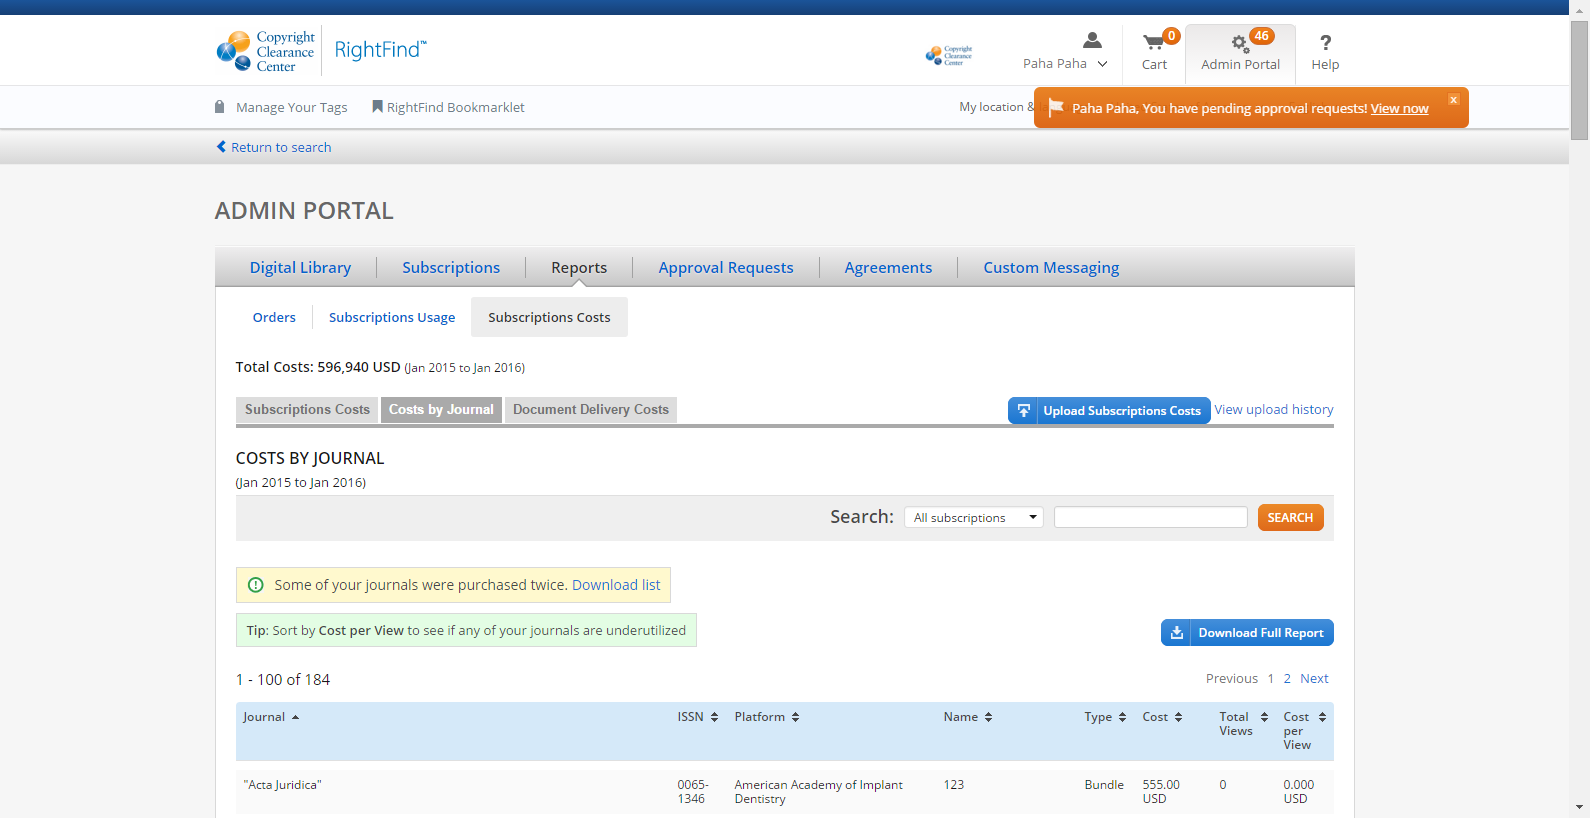 Copyright
Clearance
Center
RightFind™
Copyright
Clearance
Center
Paha Paha
0
Cart
46
Admin Portal
?
Help
Manage Your Tags
RightFind Bookmarklet
My location &
Paha Paha, You have pending approval requests! View now
x
Return to search
ADMIN PORTAL
Digital Library
Subscriptions
Reports
Approval Requests
Agreements
Custom Messaging
Orders
Subscriptions Usage
Subscriptions Costs
Total Costs: 596,940 USD (Jan 2015 to Jan 2016)
Subscriptions Costs
Costs by Journal
Document Delivery Costs
Upload Subscriptions Costs
View upload history
COSTS BY JOURNAL
(Jan 2015 to Jan 2016)
Search:
All subscriptions
SEARCH
Some of your journals were purchased twice. Download list
Tip: Sort by Cost per View to see if any of your journals are underutilized
Download Full Report
1 - 100 of 184
Previous 1 2 Next
Journal
ISSN
Platform
Name
Type
Cost
Total
Views
Cost
per
View
"Acta Juridica"
0065-
1346
American Academy of Implant
Dentistry
123
Bundle
555.00
USD
0
0.000
USD